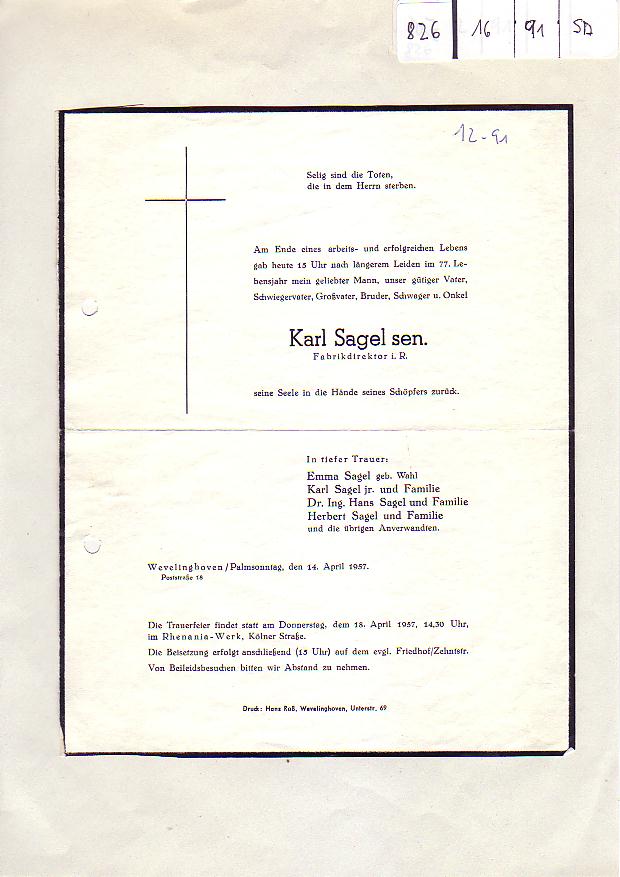 826 16 91 SD
12-91
Selig sind die Toten,
die in dem Herrn sterben.
Am Ende eines arbeits- und erfolgreichen Lebens
gab heute 15 Uhr nach längerem Leiden im 77. Le-
bensjahr mein geliebter Mann, unser gütiger Vater,
Schwiegervater, Großvater, Bruder, Schwager u. Onkel
Karl Sagel sen.
Fabrikdirektor i. R.
seine Seele in die Hände seines Schöpfers zurück.
In tiefer Trauer:
Emma Sagel geb. Wahl
Karl Sagel jr. und Familie
Dr. Ing. Hans Sagel und Familie
Herbert Sagel und Familie
und die übrigen Anverwandten.
Wevelinghoven/Palmsonntag, den 14. April 1957.
Poststraße 18
Die Trauerfeier findet statt am Donnerstag, dem 18. April 1957, 14,30 Uhr,
im Rhenania-Werk, Kölner Straße.
Die Beisetzung erfolgt anschließend (15 Uhr) auf dem evgl. Friedhof/Zehntstr.
Von Beileidsbesuchen bitten wir Abstand zu nehmen.
Druck: Hans Roß, Wevelinghoven, Unterstr. 69